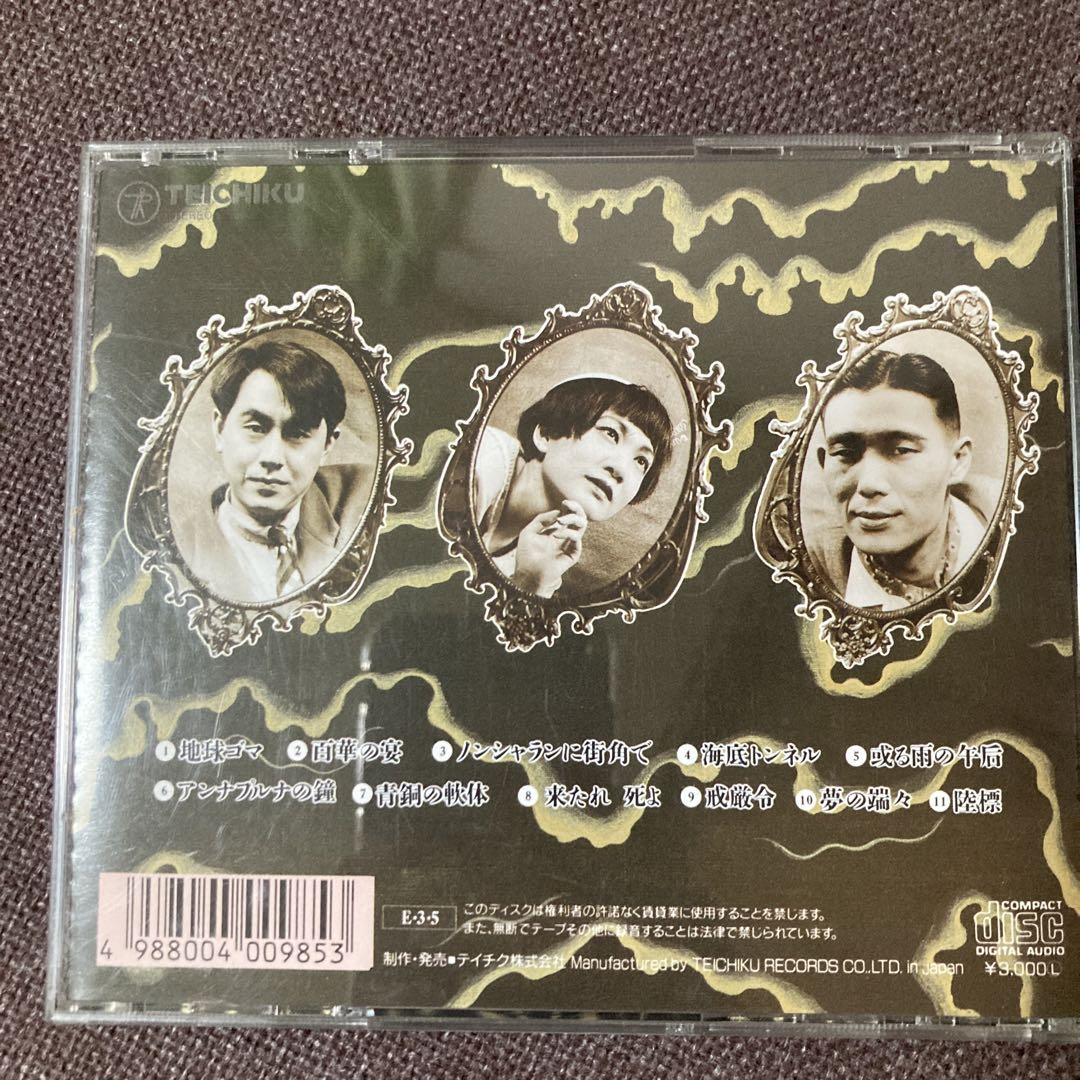 TEICHIKU
STEREO
1 地球ゴマ 2 百華の宴 3 ノンシャランに街角で 4 海底トンネル 5 或る雨の午后
6 アンナプルナの鐘 7 青銅の軟体 8 来たれ 死よ 9 戒厳令 10 夢の端々 11 陸標
4 988004 009853
E・3・5
このディスクは権利者の許諾なく賃貸業に使用することを禁じます。
また、無断でテープその他に録音することは法律で禁じられています。
制作・発売■テイチク株式会社 Manufactured by TEICHIKU RECORDS CO.,LTD. in Japan
COMPACT
disc
DIGITAL AUDIO
¥3,000 L